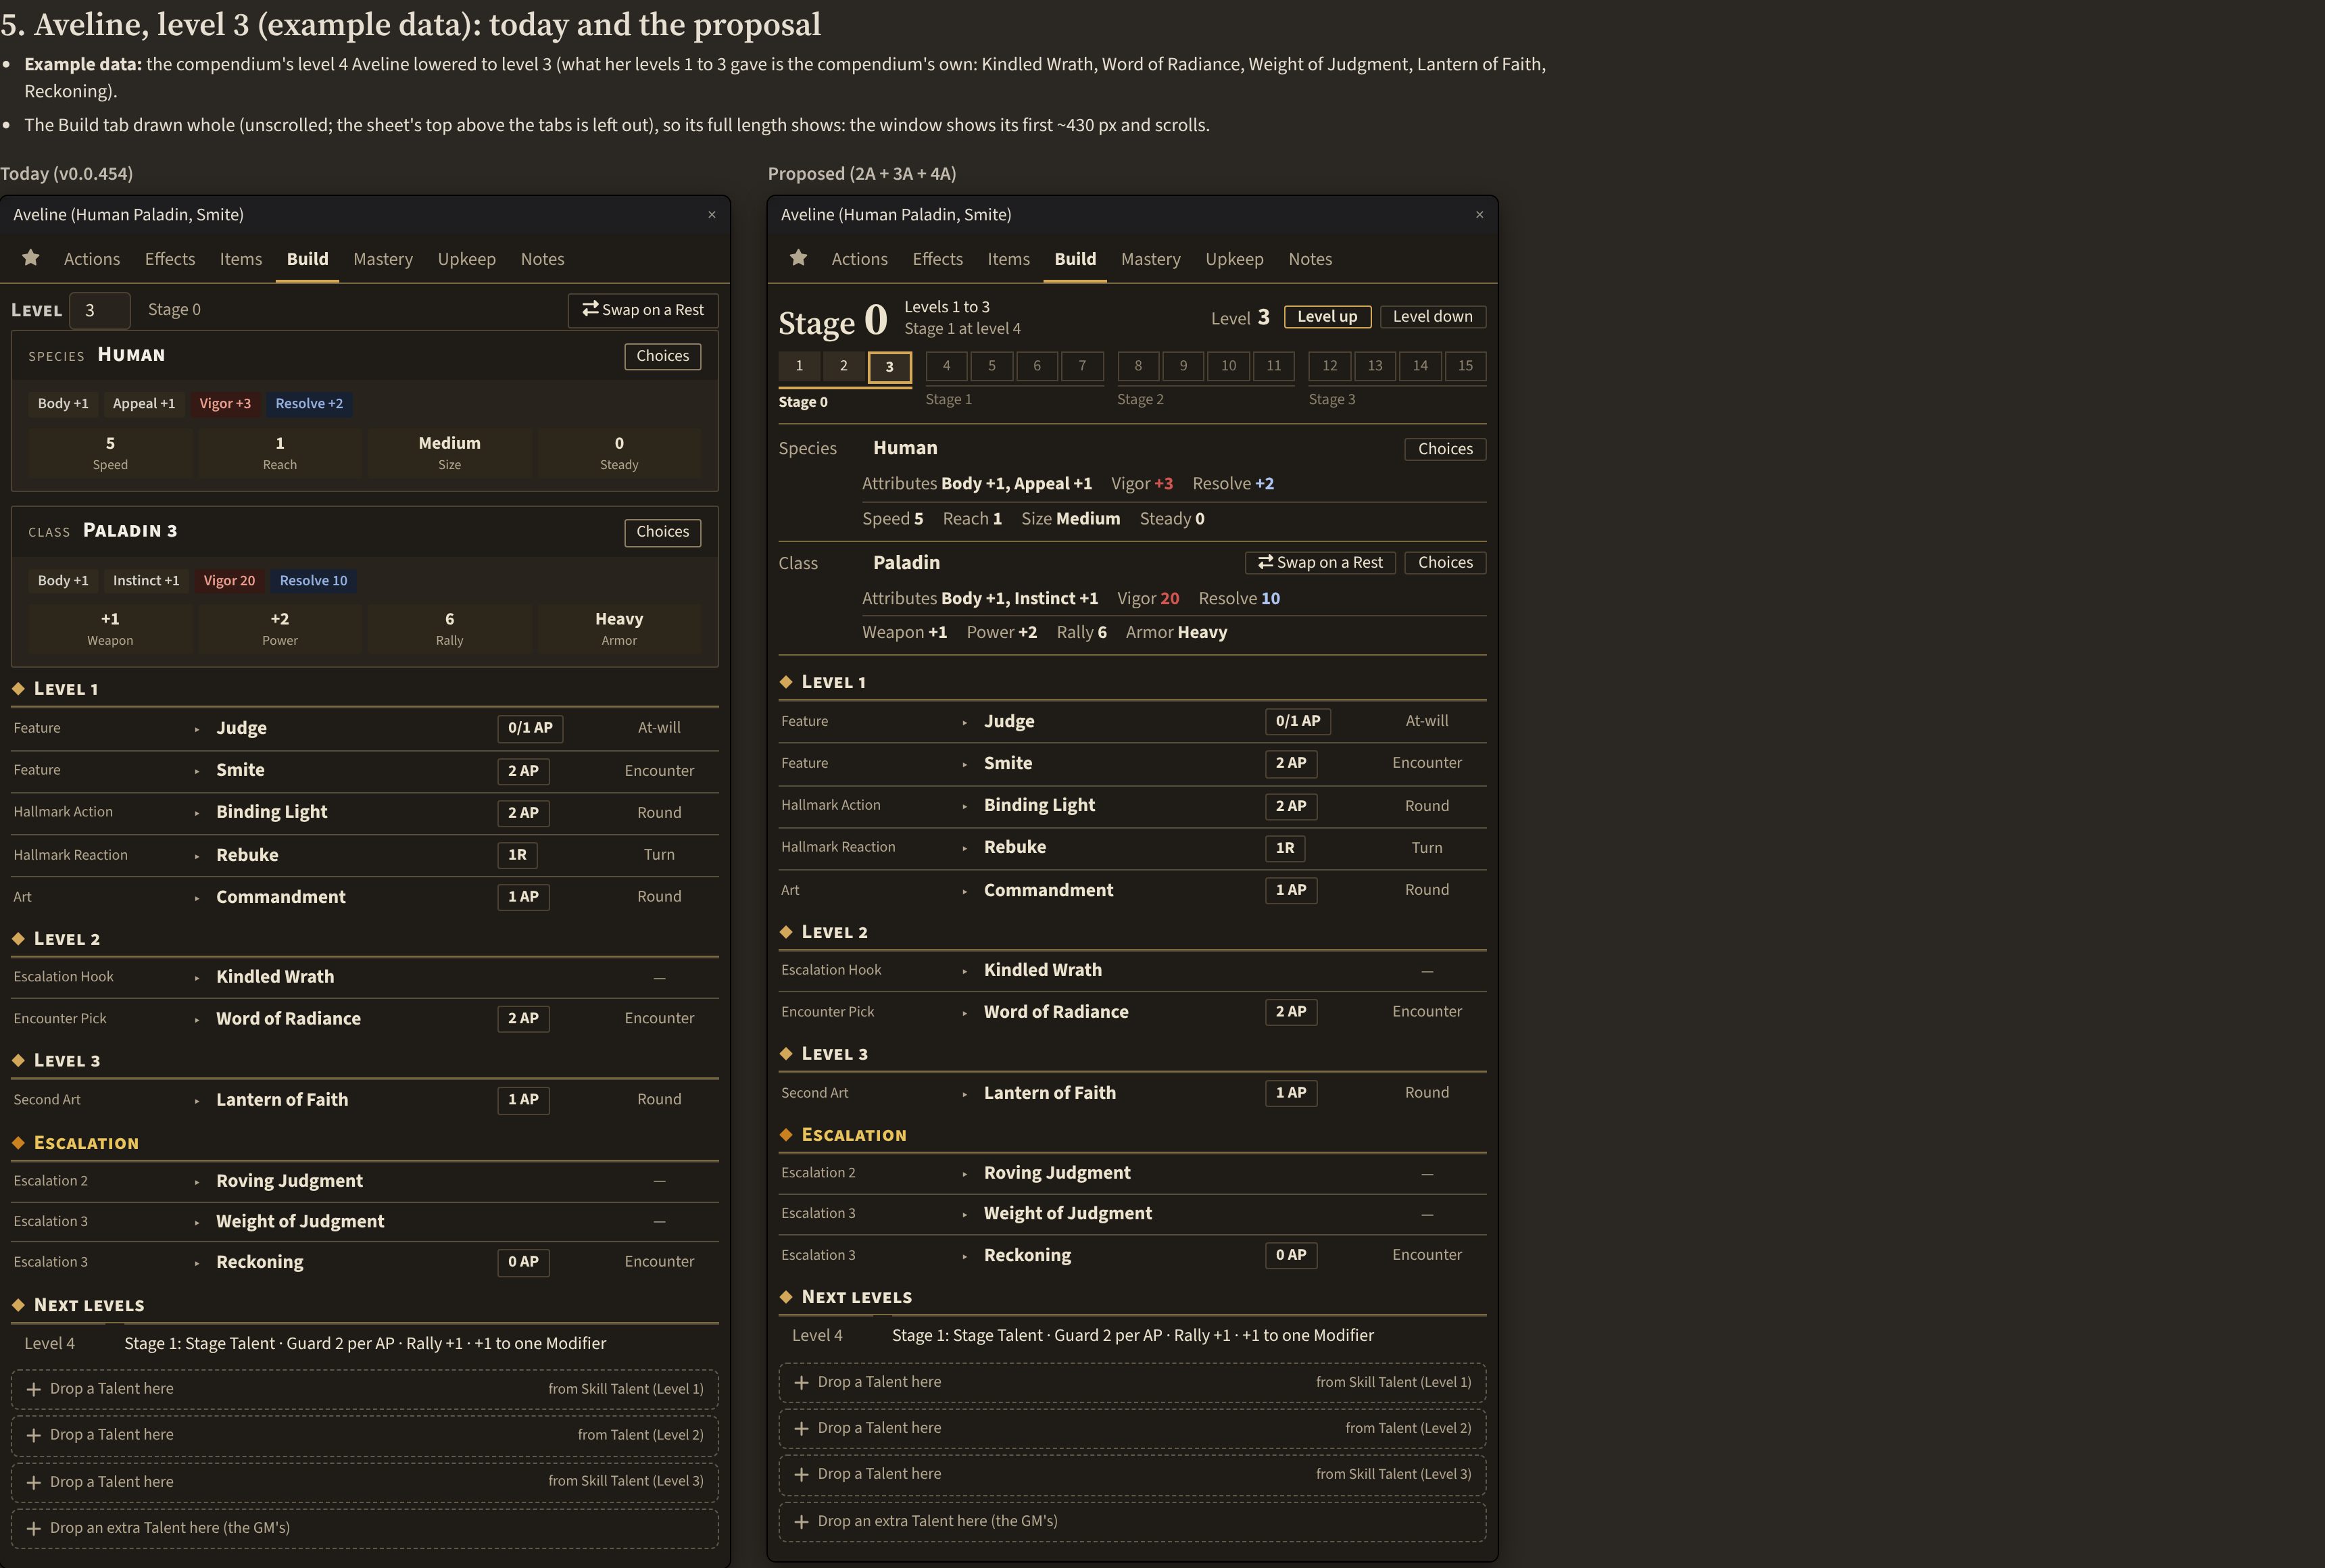 5. Aveline, level 3 (example data): today and the proposal
• Example data: the compendium's level 4 Aveline lowered to level 3 (what her levels 1 to 3 gave is the compendium's own: Kindled Wrath, Word of Radiance, Weight of Judgment, Lantern of Faith,
Reckoning).
• The Build tab drawn whole (unscrolled; the sheet's top above the tabs is left out), so its full length shows: the window shows its first ~430 px and scrolls.
Today (v0.0.454)
Aveline (Human Paladin, Smite) ×
★ Actions Effects Items Build Mastery Upkeep Notes
LEVEL 3 Stage 0 Swap on a Rest
SPECIES HUMAN Choices
Body +1 Appeal +1 Vigor +3 Resolve +2
5 1 Medium 0
Speed Reach Size Steady
CLASS PALADIN 3 Choices
Body +1 Instinct +1 Vigor 20 Resolve 10
+1 +2 6 Heavy
Weapon Power Rally Armor
◆ LEVEL 1
Feature ▸ Judge 0/1 AP At-will
Feature ▸ Smite 2 AP Encounter
Hallmark Action ▸ Binding Light 2 AP Round
Hallmark Reaction ▸ Rebuke 1R Turn
Art ▸ Commandment 1 AP Round
◆ LEVEL 2
Escalation Hook ▸ Kindled Wrath —
Encounter Pick ▸ Word of Radiance 2 AP Encounter
◆ LEVEL 3
Second Art ▸ Lantern of Faith 1 AP Round
◆ ESCALATION
Escalation 2 ▸ Roving Judgment —
Escalation 3 ▸ Weight of Judgment —
Escalation 3 ▸ Reckoning 0 AP Encounter
◆ NEXT LEVELS
Level 4 Stage 1: Stage Talent · Guard 2 per AP · Rally +1 · +1 to one Modifier
+ Drop a Talent here from Skill Talent (Level 1)
+ Drop a Talent here from Talent (Level 2)
+ Drop a Talent here from Skill Talent (Level 3)
+ Drop an extra Talent here (the GM's)
Proposed (2A + 3A + 4A)
Aveline (Human Paladin, Smite) ×
★ Actions Effects Items Build Mastery Upkeep Notes
Stage 0 Levels 1 to 3
Stage 1 at level 4
Level 3 Level up Level down
1 2 3 4 5 6 7 8 9 10 11 12 13 14 15
Stage 0 Stage 1 Stage 2 Stage 3
Species Human Choices
Attributes Body +1, Appeal +1 Vigor +3 Resolve +2
Speed 5 Reach 1 Size Medium Steady 0
Class Paladin Swap on a Rest Choices
Attributes Body +1, Instinct +1 Vigor 20 Resolve 10
Weapon +1 Power +2 Rally 6 Armor Heavy
◆ LEVEL 1
Feature ▸ Judge 0/1 AP At-will
Feature ▸ Smite 2 AP Encounter
Hallmark Action ▸ Binding Light 2 AP Round
Hallmark Reaction ▸ Rebuke 1R Turn
Art ▸ Commandment 1 AP Round
◆ LEVEL 2
Escalation Hook ▸ Kindled Wrath —
Encounter Pick ▸ Word of Radiance 2 AP Encounter
◆ LEVEL 3
Second Art ▸ Lantern of Faith 1 AP Round
◆ ESCALATION
Escalation 2 ▸ Roving Judgment —
Escalation 3 ▸ Weight of Judgment —
Escalation 3 ▸ Reckoning 0 AP Encounter
◆ NEXT LEVELS
Level 4 Stage 1: Stage Talent · Guard 2 per AP · Rally +1 · +1 to one Modifier
+ Drop a Talent here from Skill Talent (Level 1)
+ Drop a Talent here from Talent (Level 2)
+ Drop a Talent here from Skill Talent (Level 3)
+ Drop an extra Talent here (the GM's)